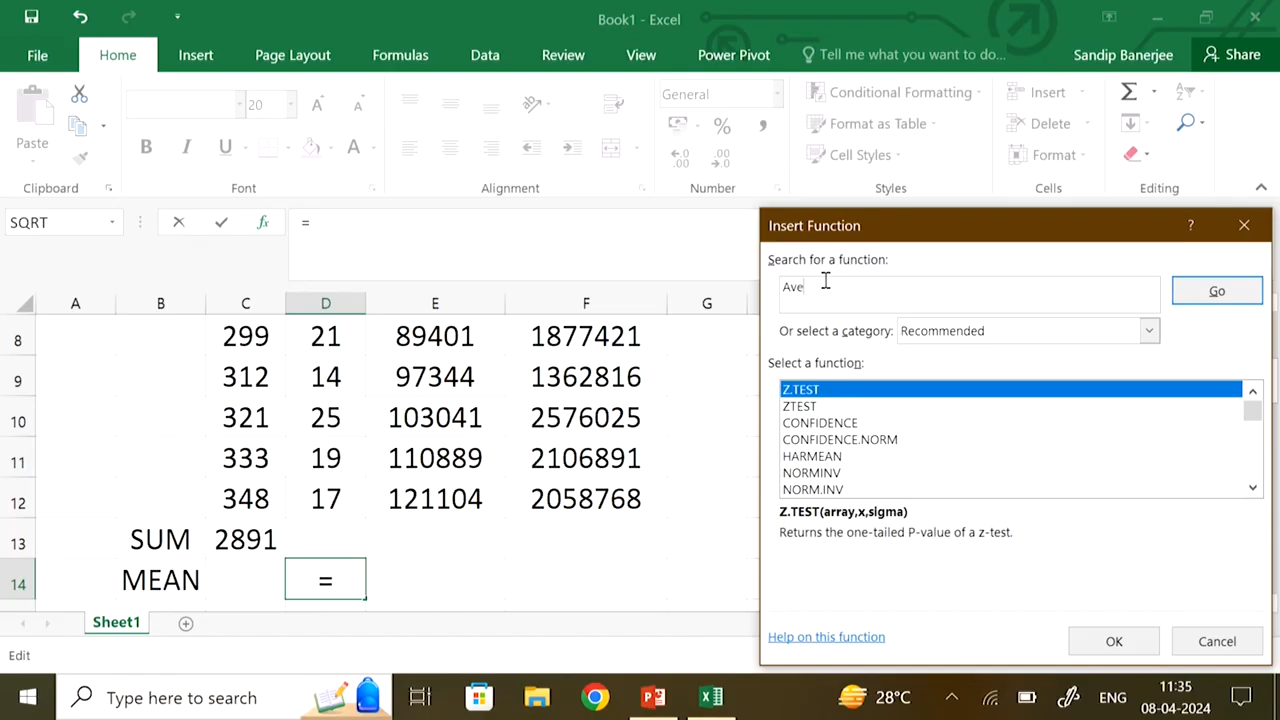 Book1 - Excel
File Home Insert Page Layout Formulas Data Review View Power Pivot Tell me what you want to do... Sandip Banerjee Share
Paste
Clipboard
20
B I U A A A
Font
Alignment
General
%
Number
Conditional Formatting
Format as Table
Cell Styles
Styles
Insert
Delete
Format
Cells
Σ
Editing
SQRT fx =
A B C D E F G
8 299 21 89401 1877421
9 312 14 97344 1362816
10 321 25 103041 2576025
11 333 19 110889 2106891
12 348 17 121104 2058768
13 SUM 2891
14 MEAN =
Sheet1
Edit
Insert Function ?
Search for a function:
Ave
Go
Or select a category: Recommended
Select a function:
Z.TEST
ZTEST
CONFIDENCE
CONFIDENCE.NORM
HARMEAN
NORMINV
NORM.INV
Z.TEST(array,x,sigma)
Returns the one-tailed P-value of a z-test.
Help on this function
OK Cancel
Type here to search
28°C
ENG
11:35
08-04-2024